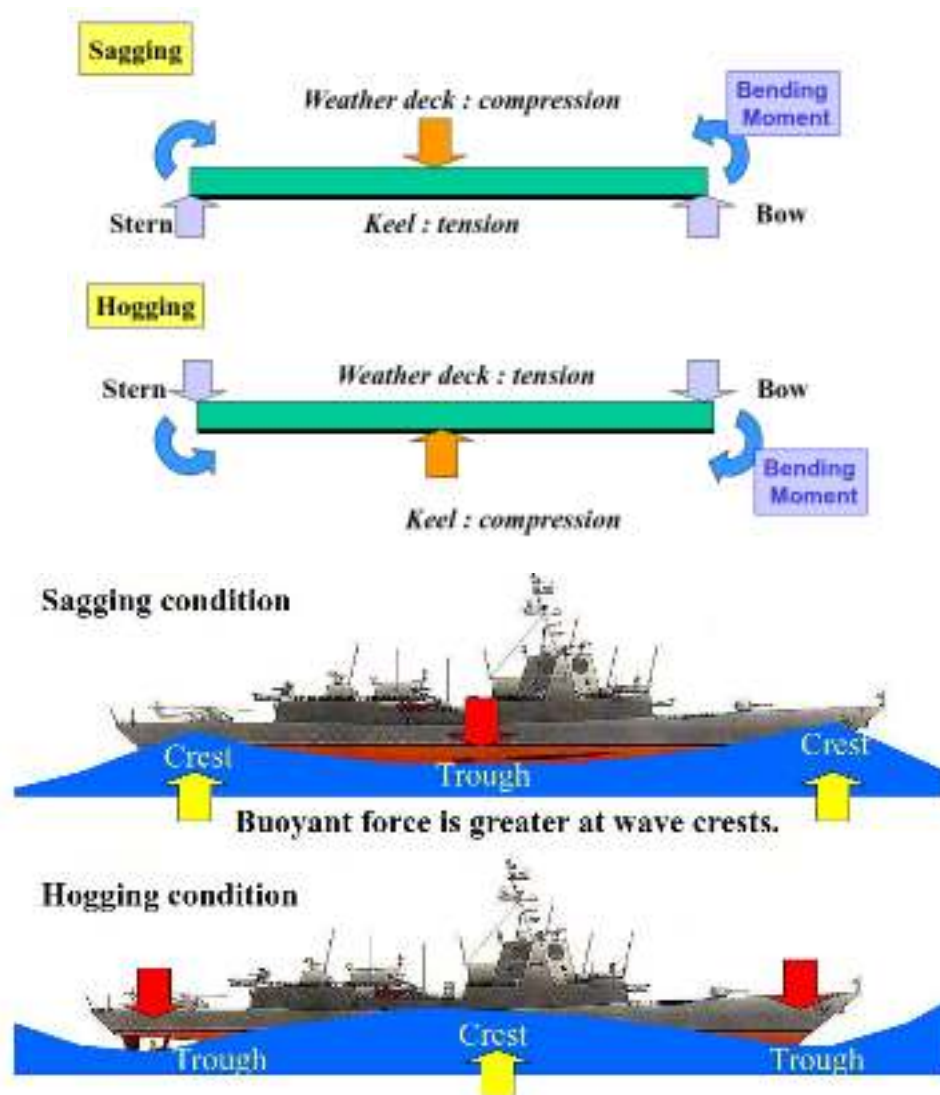 Sagging
Weather deck : compression
Bending
Moment
Stern
Keel : tension
Bow
Hogging
Stern
Weather deck : tension
Bow
Bending
Moment
Keel : compression
Sagging condition
Crest
Trough
Crest
Buoyant force is greater at wave crests.
Hogging condition
Trough
Crest
Trough